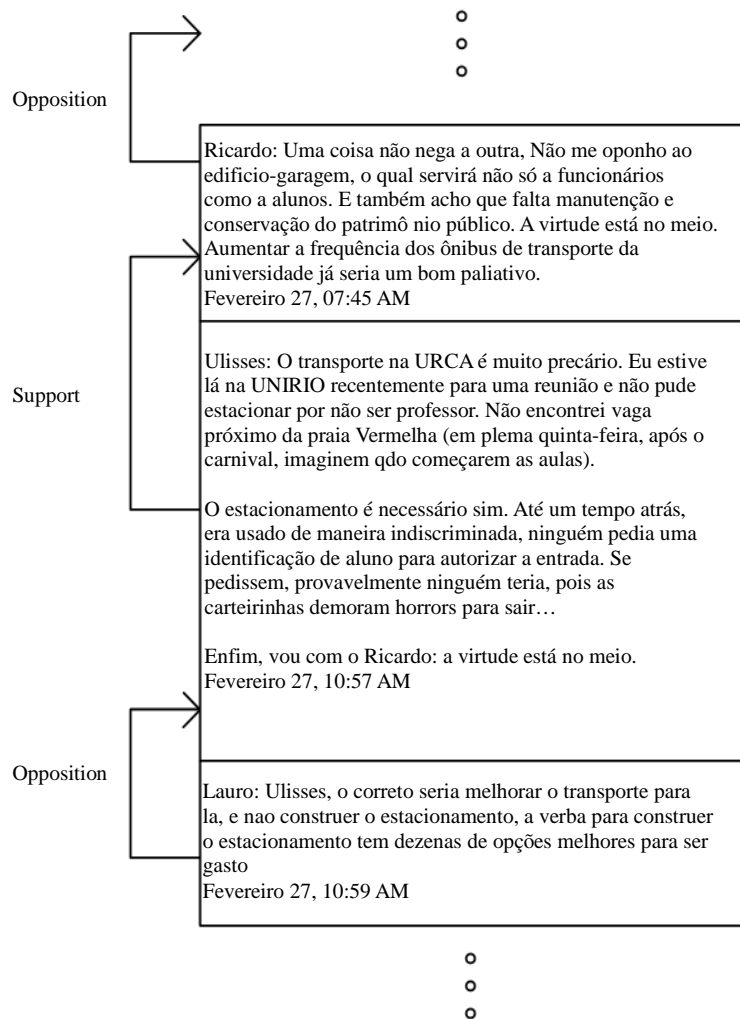 Opposition
Ricardo: Uma coisa não nega a outra, Não me oponho ao
edificio-garagem, o qual servirá não só a funcionários
como a alunos. E também acho que falta manutenção e
conservação do patrimô nio público. A virtude está no meio.
Aumentar a frequência dos ônibus de transporte da
universidade já seria um bom paliativo.
Fevereiro 27, 07:45 AM
Support
Ulisses: O transporte na URCA é muito precário. Eu estive
lá na UNIRIO recentemente para uma reunião e não pude
estacionar por não ser professor. Não encontrei vaga
próximo da praia Vermelha (em plema quinta-feira, após o
carnival, imaginem qdo começarem as aulas).
O estacionamento é necessário sim. Até um tempo atrás,
era usado de maneira indiscriminada, ninguém pedia uma
identificação de aluno para autorizar a entrada. Se
pedissem, provavelmente ninguém teria, pois as
carteirinhas demoram horrors para sair…
Enfim, vou com o Ricardo: a virtude está no meio.
Fevereiro 27, 10:57 AM
Opposition
Lauro: Ulisses, o correto seria melhorar o transporte para
la, e nao construer o estacionamento, a verba para construer
o estacionamento tem dezenas de opções melhores para ser
gasto
Fevereiro 27, 10:59 AM